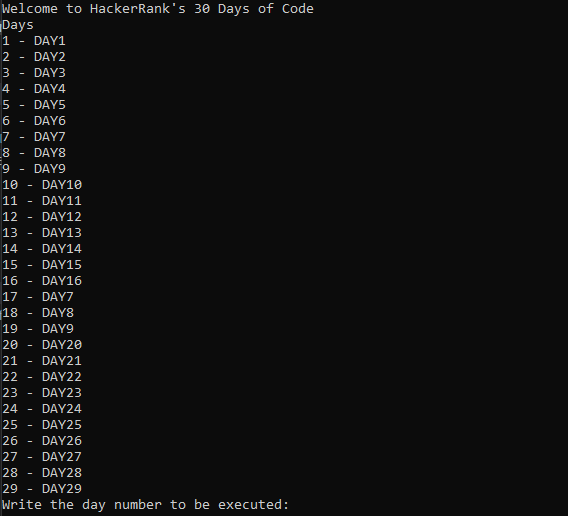 Welcome to HackerRank's 30 Days of Code
Days
1 - DAY1
2 - DAY2
3 - DAY3
4 - DAY4
5 - DAY5
6 - DAY6
7 - DAY7
8 - DAY8
9 - DAY9
10 - DAY10
11 - DAY11
12 - DAY12
13 - DAY13
14 - DAY14
15 - DAY15
16 - DAY16
17 - DAY7
18 - DAY8
19 - DAY9
20 - DAY20
21 - DAY21
22 - DAY22
23 - DAY23
24 - DAY24
25 - DAY25
26 - DAY26
27 - DAY27
28 - DAY28
29 - DAY29
Write the day number to be executed: